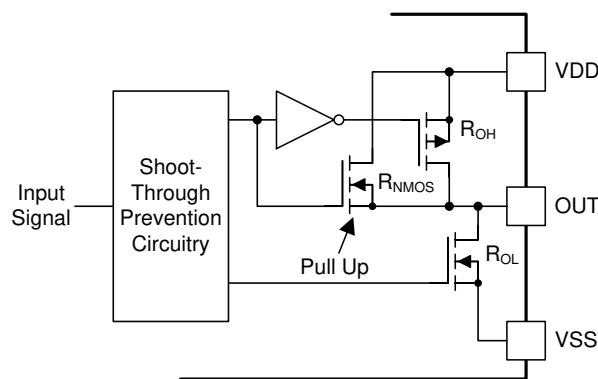 VDD
R_OH
Shoot-
Through
Prevention
Circuitry
Input
Signal
R_NMOS
OUT
Pull Up
R_OL
VSS